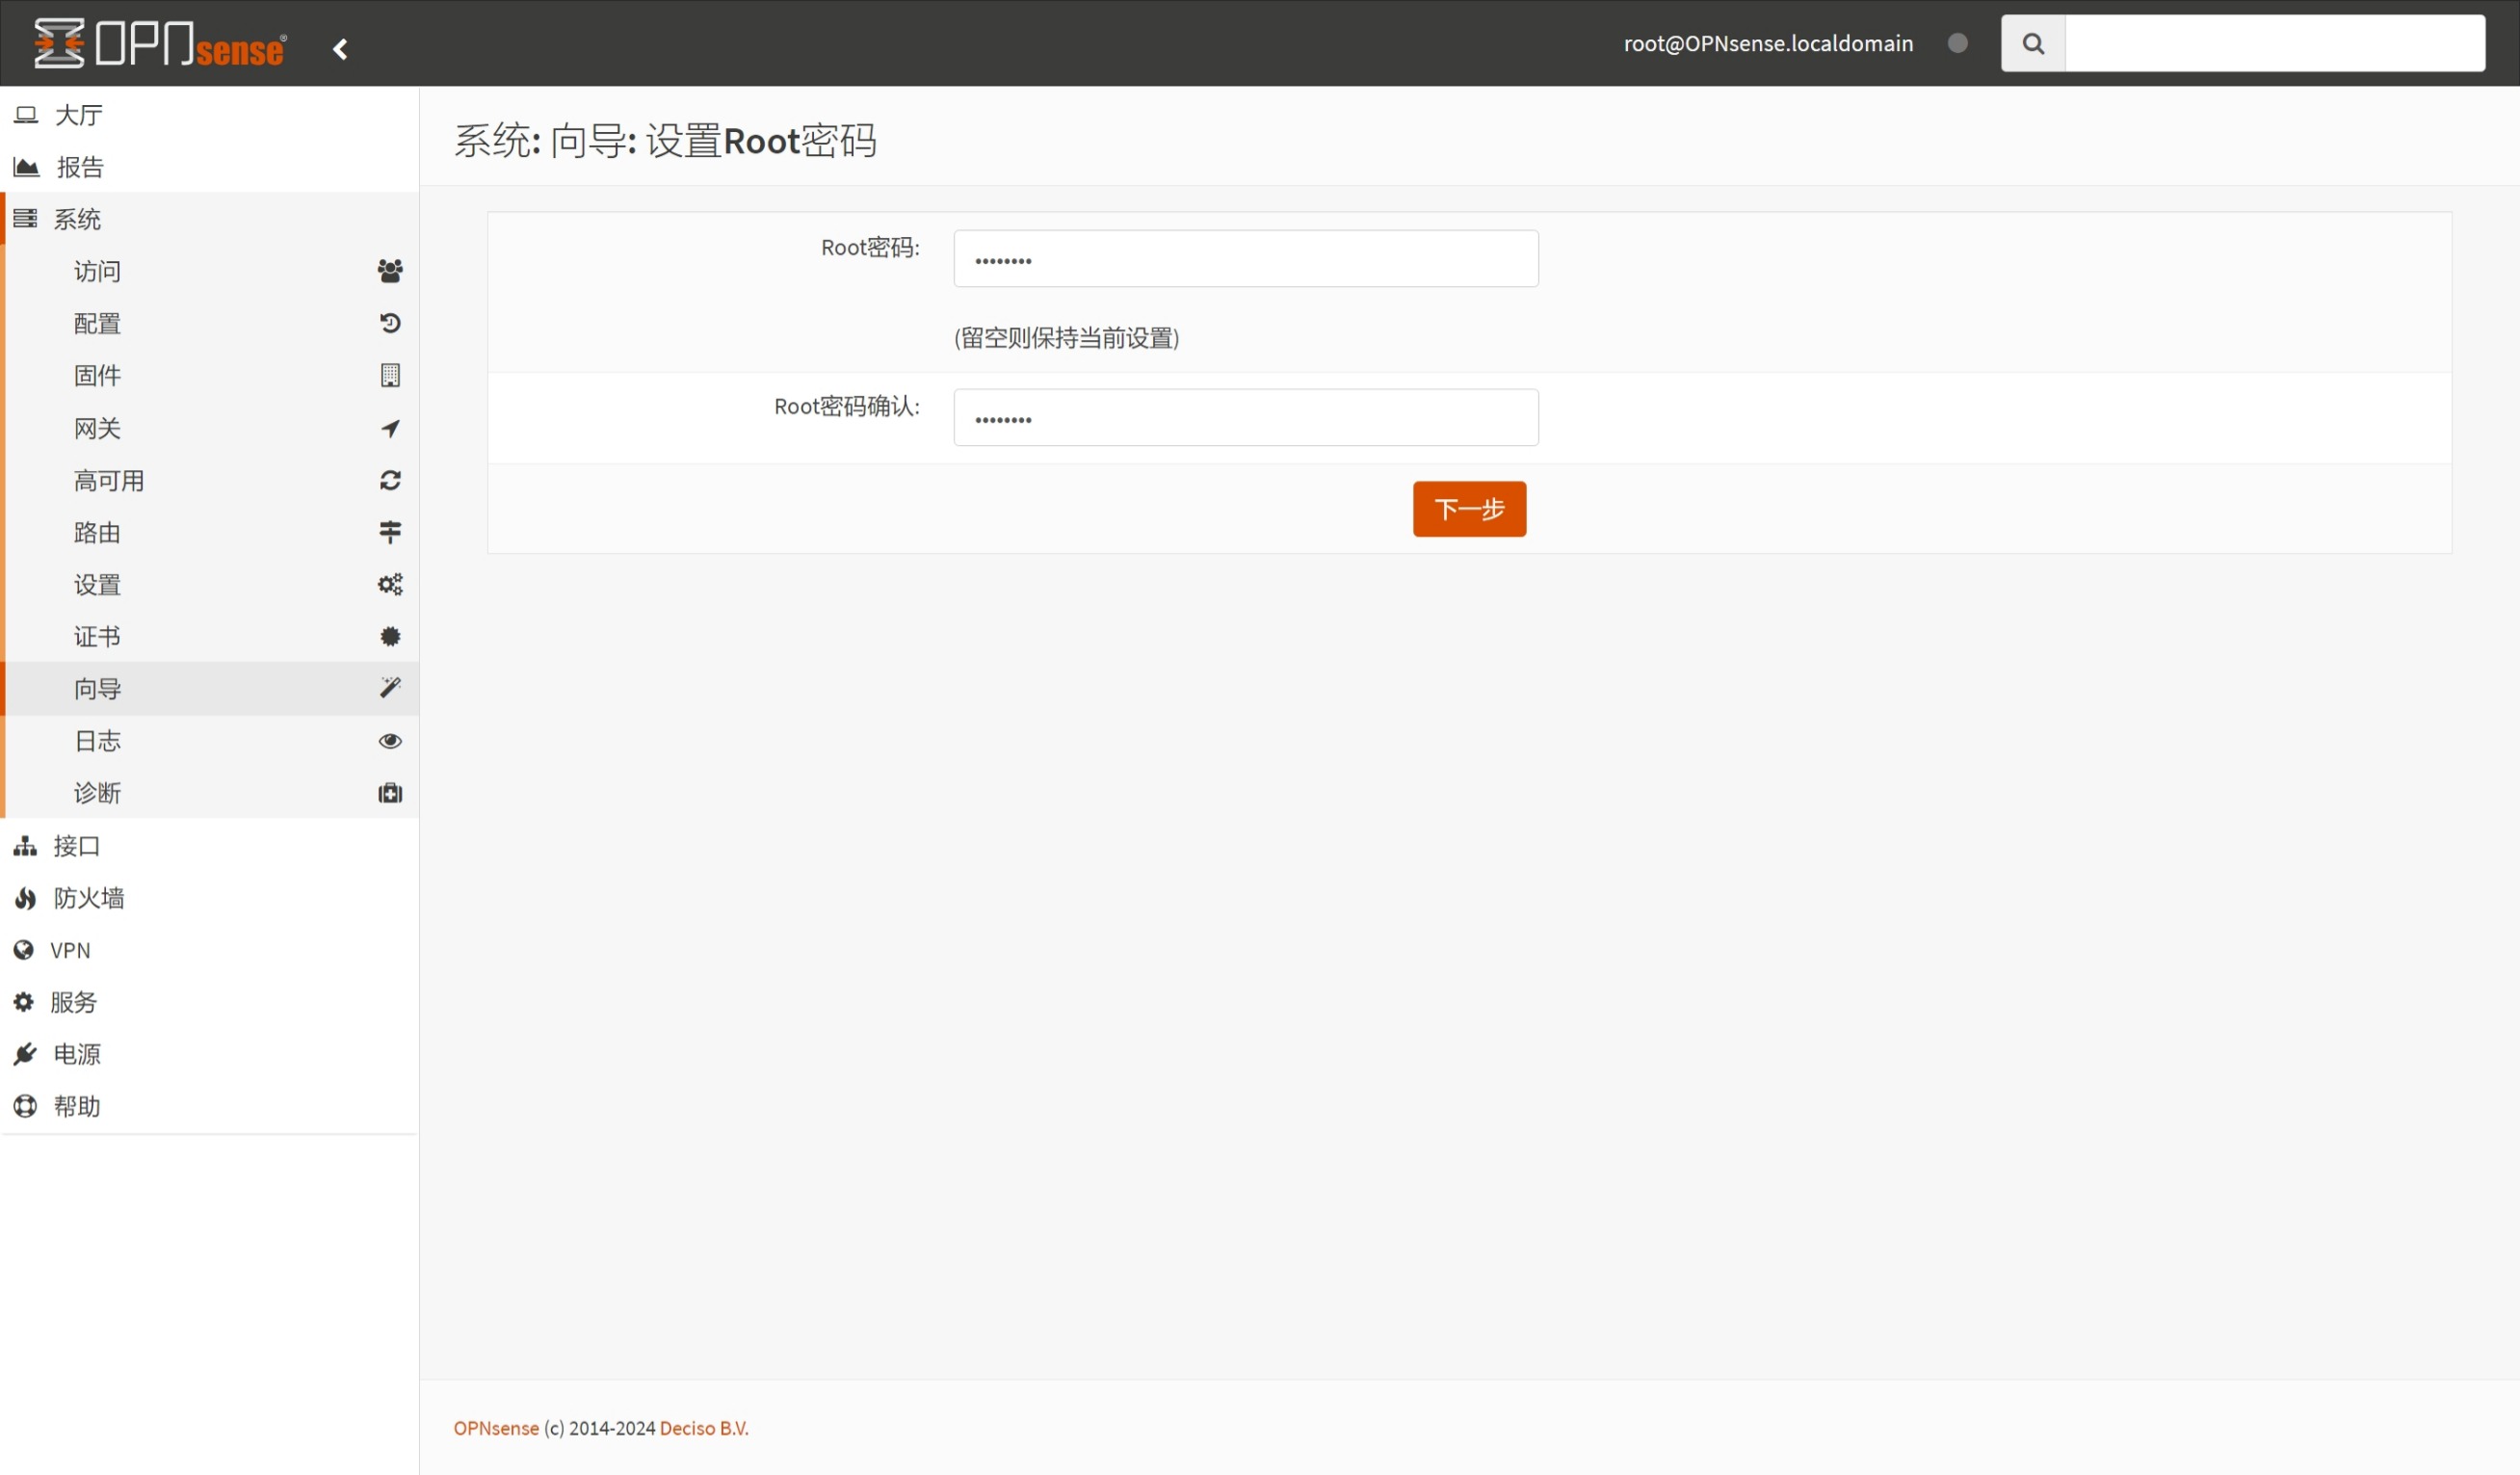 OPNsense®
root@OPNsense.localdomain
大厅
报告
系统
访问
配置
固件
网关
高可用
路由
设置
证书
向导
日志
诊断
接口
防火墙
VPN
服务
电源
帮助
系统: 向导: 设置Root密码
Root密码:
••••••••
(留空则保持当前设置)
Root密码确认:
••••••••
下一步
OPNsense (c) 2014-2024 Deciso B.V.